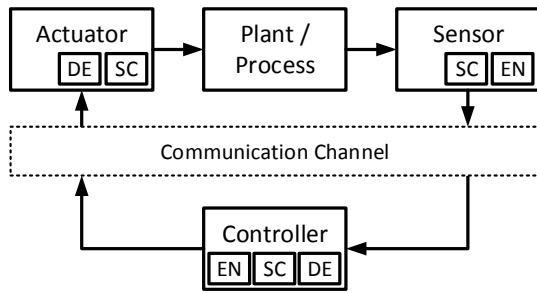 Actuator
DE SC
Plant /
Process
Sensor
SC EN
Communication Channel
Controller
EN SC DE